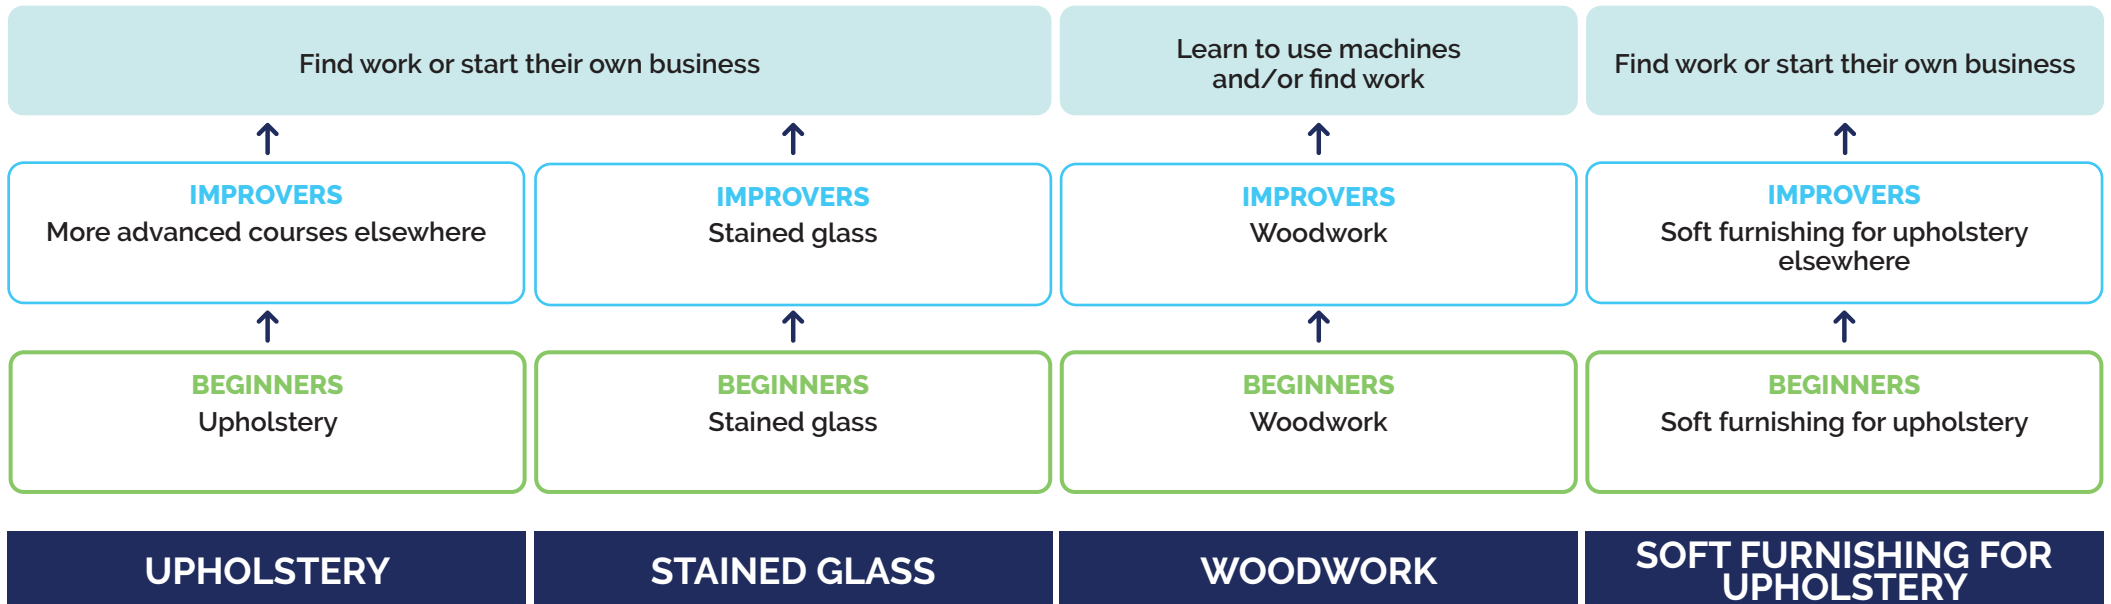 Find work or start their own business
Learn to use machines
and/or find work
Find work or start their own business
IMPROVERS
More advanced courses elsewhere
IMPROVERS
Stained glass
IMPROVERS
Woodwork
IMPROVERS
Soft furnishing for upholstery
elsewhere
BEGINNERS
Upholstery
BEGINNERS
Stained glass
BEGINNERS
Woodwork
BEGINNERS
Soft furnishing for upholstery
UPHOLSTERY
STAINED GLASS
WOODWORK
SOFT FURNISHING FOR
UPHOLSTERY